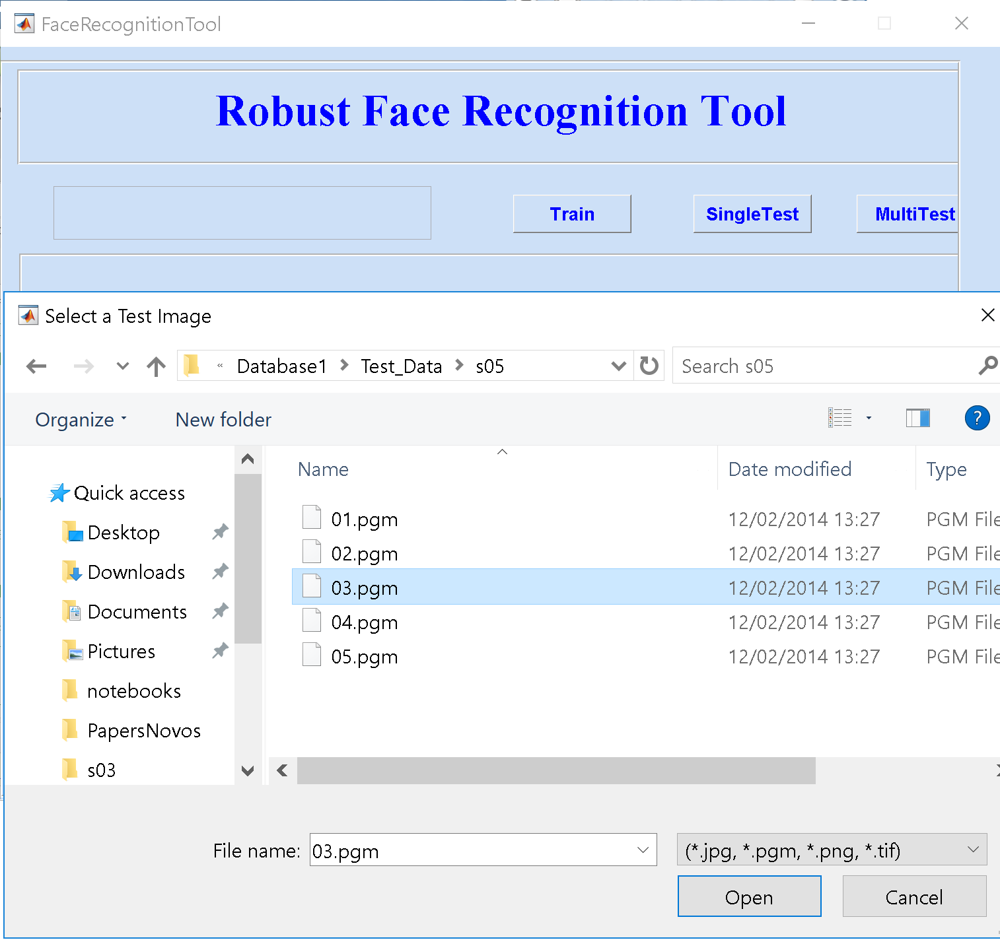 FaceRecognitionTool
Robust Face Recognition Tool
Train SingleTest MultiTest
Select a Test Image
« Database1 > Test_Data > s05 Search s05
Organize New folder ?
Name Date modified Type
Quick access
Desktop
Downloads
Documents
Pictures
notebooks
PapersNovos
s03
01.pgm 12/02/2014 13:27 PGM File
02.pgm 12/02/2014 13:27 PGM File
03.pgm 12/02/2014 13:27 PGM File
04.pgm 12/02/2014 13:27 PGM File
05.pgm 12/02/2014 13:27 PGM File
File name: 03.pgm (*.jpg, *.pgm, *.png, *.tif)
Open Cancel